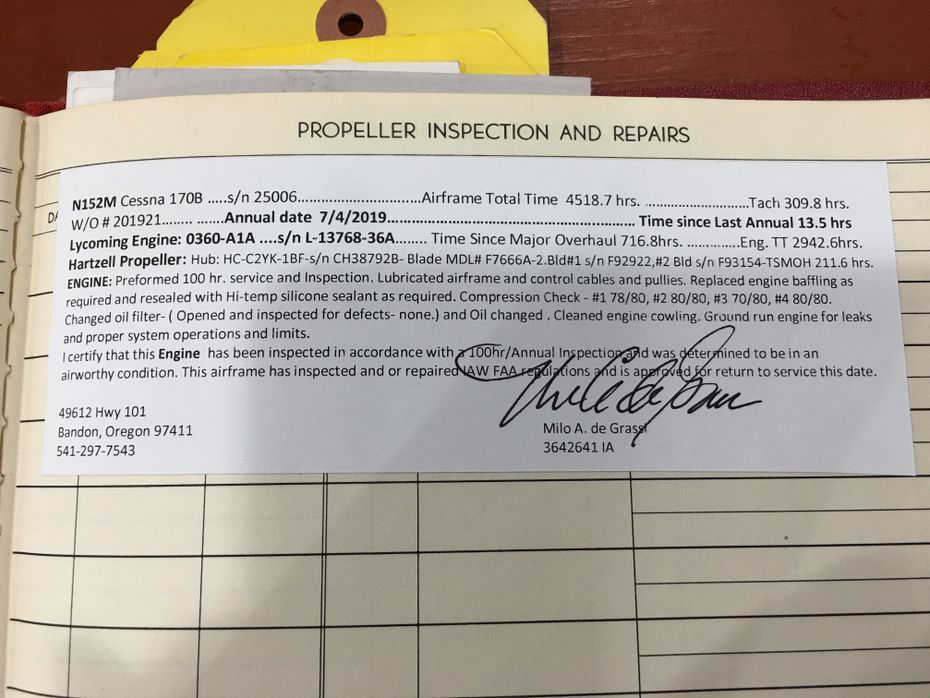 PROPELLER INSPECTION AND REPAIRS
N152M Cessna 170B .....s/n 25006..............................Airframe Total Time 4518.7 hrs. .........................Tach 309.8 hrs.
W/O # 201921........ .......Annual date 7/4/2019............................................................ Time since Last Annual 13.5 hrs
Lycoming Engine: 0360-A1A ....s/n L-13768-36A....... Time Since Major Overhaul 716.8hrs. .............Eng. TT 2942.6hrs.
Hartzell Propeller: Hub: HC-C2YK-1BF-s/n CH38792B- Blade MDL# F7666A-2.Bld#1 s/n F92922,#2 Bld s/n F93154-TSMOH 211.6 hrs.
ENGINE: Preformed 100 hr. service and Inspection. Lubricated airframe and control cables and pullies. Replaced engine baffling as
required and resealed with Hi-temp silicone sealant as required. Compression Check - #1 78/80, #2 80/80, #3 70/80, #4 80/80.
Changed oil filter- ( Opened and inspected for defects- none.) and Oil changed . Cleaned engine cowling. Ground run engine for leaks
and proper system operations and limits.
I certify that this Engine has been inspected in accordance with a 100hr/Annual Inspection and was determined to be in an
airworthy condition. This airframe has inspected and or repaired IAW FAA regulations and is approved for return to service this date.
49612 Hwy 101
Bandon, Oregon 97411
541-297-7543
Milo A. de Grassi
3642641 IA